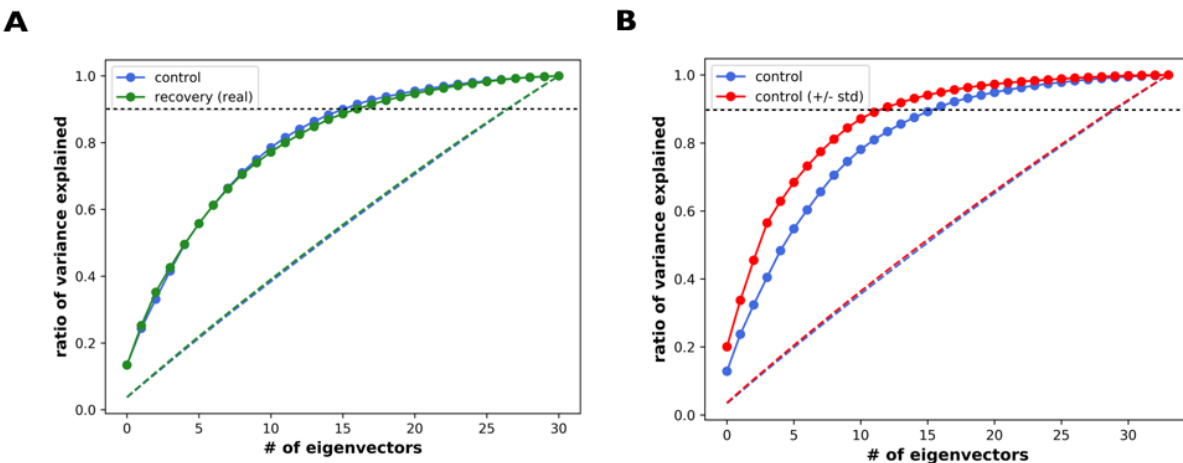 A
ratio of variance explained
1.0
0.8
0.6
0.4
0.2
0.0
control
recovery (real)
0 5 10 15 20 25 30
# of eigenvectors
B
ratio of variance explained
1.0
0.8
0.6
0.4
0.2
0.0
control
control (+/- std)
0 5 10 15 20 25 30
# of eigenvectors